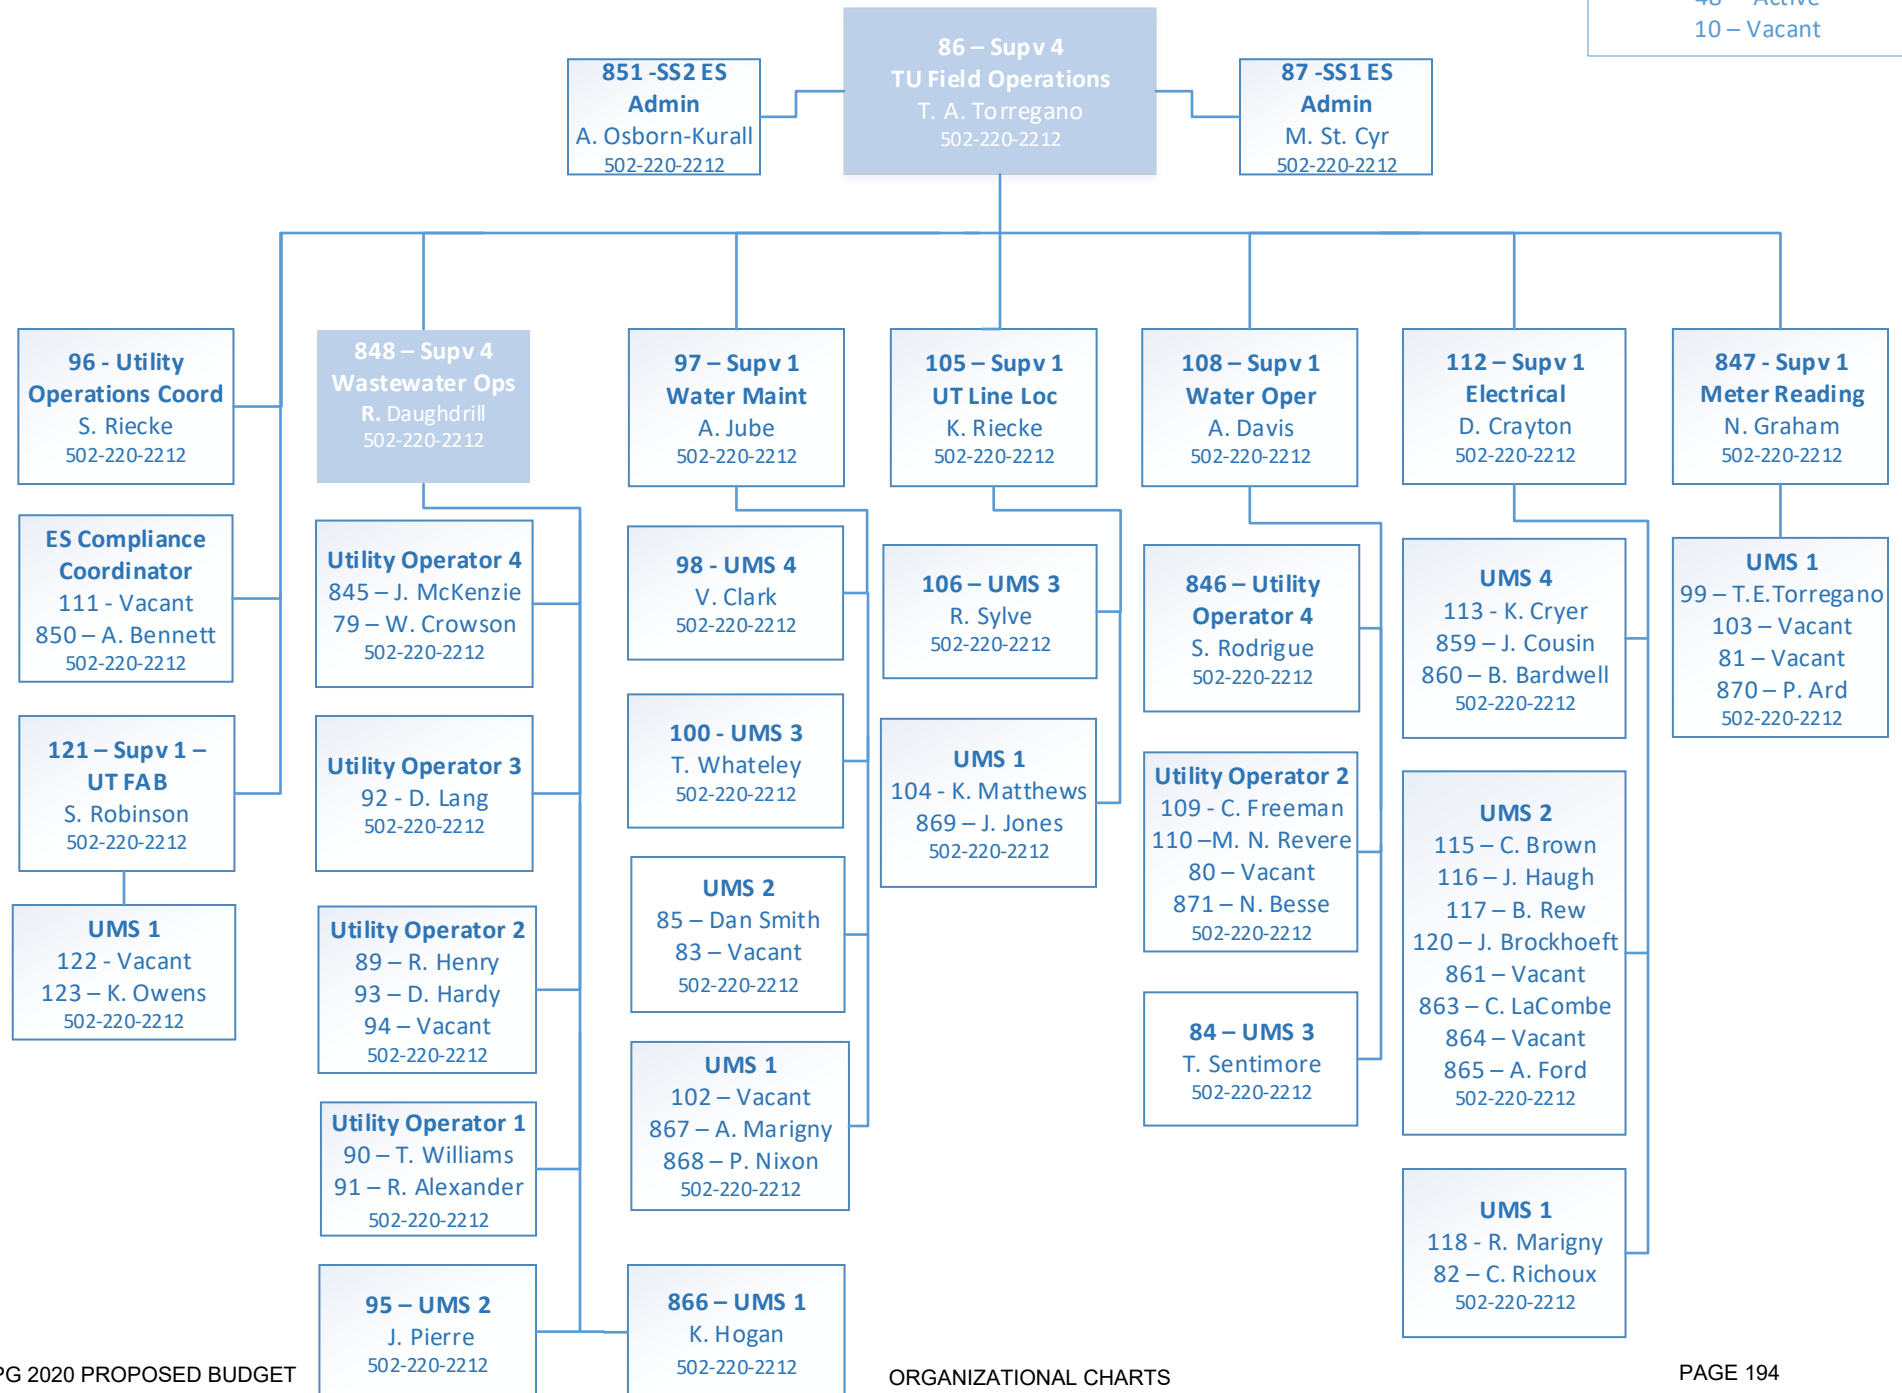 48 – Active
10 – Vacant
86 – Supv 4
TU Field Operations
T. A. Torregano
502-220-2212
851 -SS2 ES
Admin
A. Osborn-Kurall
502-220-2212
87 -SS1 ES
Admin
M. St. Cyr
502-220-2212
96 - Utility
Operations Coord
S. Riecke
502-220-2212
848 – Supv 4
Wastewater Ops
R. Daughdrill
502-220-2212
97 – Supv 1
Water Maint
A. Jube
502-220-2212
105 – Supv 1
UT Line Loc
K. Riecke
502-220-2212
108 – Supv 1
Water Oper
A. Davis
502-220-2212
112 – Supv 1
Electrical
D. Crayton
502-220-2212
847 - Supv 1
Meter Reading
N. Graham
502-220-2212
ES Compliance
Coordinator
111 - Vacant
850 – A. Bennett
502-220-2212
121 – Supv 1 –
UT FAB
S. Robinson
502-220-2212
UMS 1
122 - Vacant
123 – K. Owens
502-220-2212
Utility Operator 4
845 – J. McKenzie
79 – W. Crowson
502-220-2212
Utility Operator 3
92 - D. Lang
502-220-2212
Utility Operator 2
89 – R. Henry
93 – D. Hardy
94 – Vacant
502-220-2212
Utility Operator 1
90 – T. Williams
91 – R. Alexander
502-220-2212
95 – UMS 2
J. Pierre
502-220-2212
866 – UMS 1
K. Hogan
502-220-2212
98 - UMS 4
V. Clark
502-220-2212
100 - UMS 3
T. Whateley
502-220-2212
UMS 2
85 – Dan Smith
83 – Vacant
502-220-2212
UMS 1
102 – Vacant
867 – A. Marigny
868 – P. Nixon
502-220-2212
106 – UMS 3
R. Sylve
502-220-2212
UMS 1
104 - K. Matthews
869 – J. Jones
502-220-2212
846 – Utility
Operator 4
S. Rodrigue
502-220-2212
Utility Operator 2
109 - C. Freeman
110 –M. N. Revere
80 – Vacant
871 – N. Besse
502-220-2212
84 – UMS 3
T. Sentimore
502-220-2212
UMS 4
113 - K. Cryer
859 – J. Cousin
860 – B. Bardwell
502-220-2212
UMS 2
115 – C. Brown
116 – J. Haugh
117 – B. Rew
120 – J. Brockhoeft
861 – Vacant
863 – C. LaCombe
864 – Vacant
865 – A. Ford
502-220-2212
UMS 1
118 - R. Marigny
82 – C. Richoux
502-220-2212
UMS 1
99 – T.E.Torregano
103 – Vacant
81 – Vacant
870 – P. Ard
502-220-2212
PG 2020 PROPOSED BUDGET
ORGANIZATIONAL CHARTS
PAGE 194